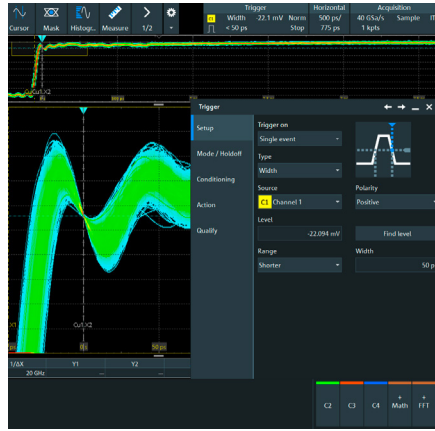 Trigger Horizontal Acquisition
Width -22.1 mV Norm 500 ps/ 40 GSa/s Sample
< 50 ps Stop 775 ps 1 kpts
Cursor Mask Histogr... Measure 1/2
Trigger
Setup
Mode / Holdoff
Conditioning
Action
Qualify
Trigger on
Single event
Type
Width
Source Polarity
C1 Channel 1 Positive
Level
-22.094 mV Find level
Range Width
Shorter 50 p
Cu1.X2
0s 50 ps
1/ΔX Y1 Y2
20 GHz -- --
C2 C3 C4 Math FFT